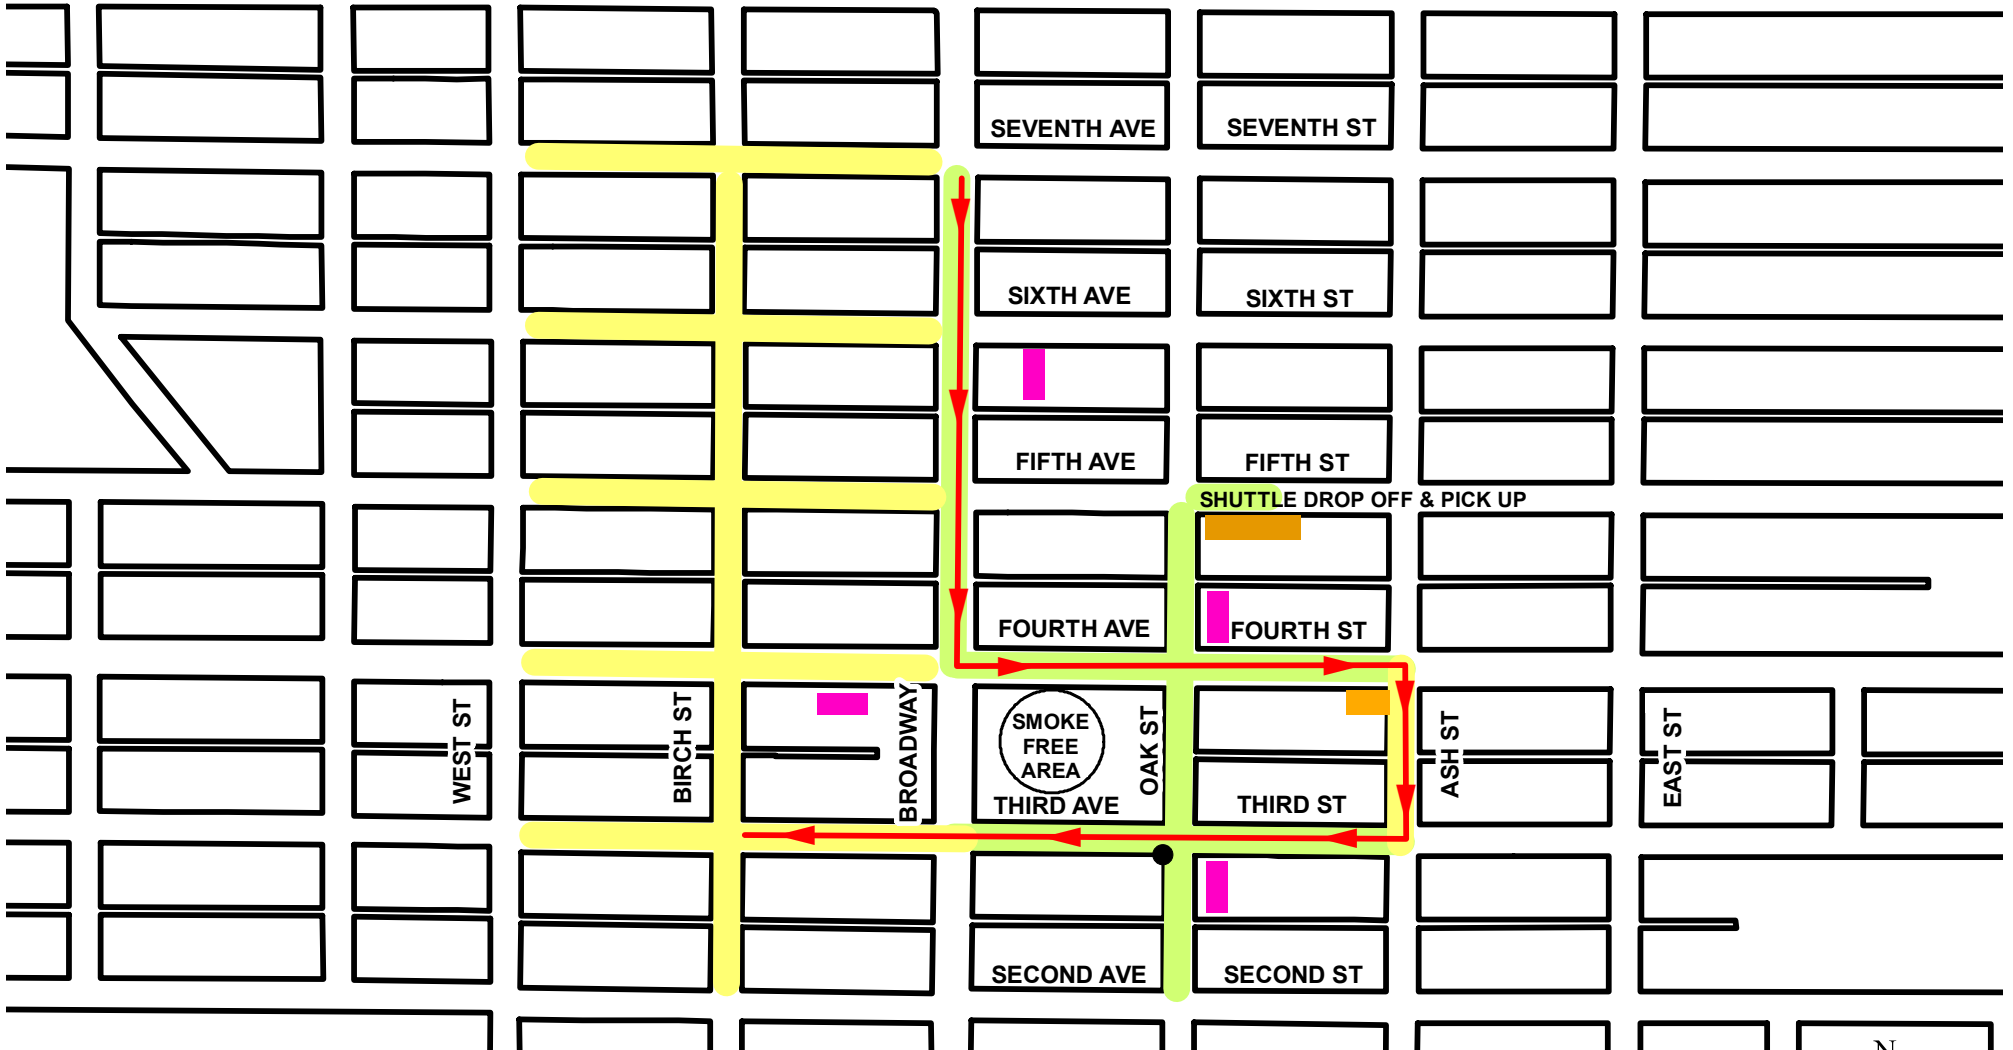 SEVENTH AVE
SEVENTH ST
SIXTH AVE
SIXTH ST
FIFTH AVE
FIFTH ST
SHUTTLE DROP OFF & PICK UP
FOURTH AVE
FOURTH ST
WEST ST
BIRCH ST
BROADWAY
SMOKE
FREE
AREA
OAK ST
ASH ST
EAST ST
THIRD AVE
THIRD ST
SECOND AVE
SECOND ST
N